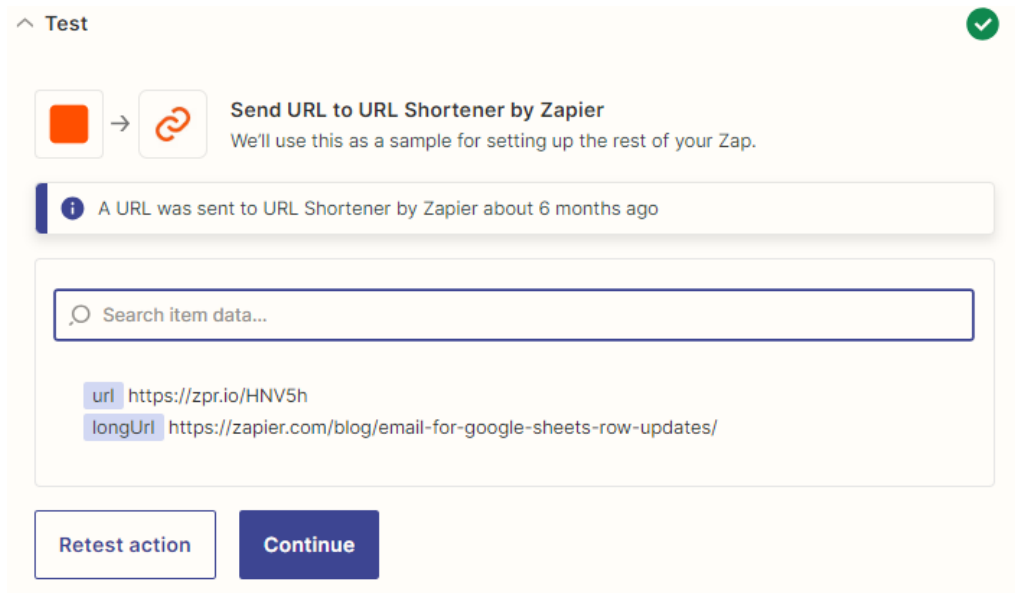 Test
Send URL to URL Shortener by Zapier
We'll use this as a sample for setting up the rest of your Zap.
A URL was sent to URL Shortener by Zapier about 6 months ago
Search item data...
url https://zpr.io/HNV5h
longUrl https://zapier.com/blog/email-for-google-sheets-row-updates/
Retest action
Continue